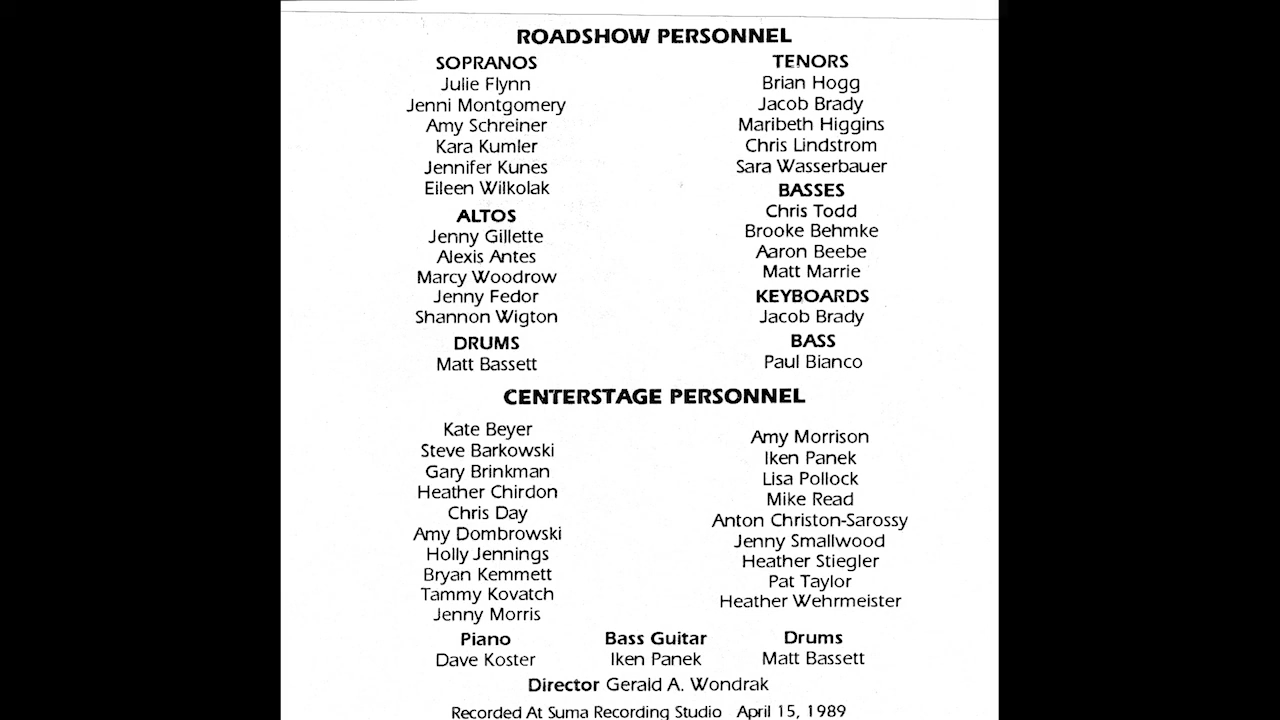 ROADSHOW PERSONNEL
SOPRANOS
Julie Flynn
Jenni Montgomery
Amy Schreiner
Kara Kumler
Jennifer Kunes
Eileen Wilkolak
ALTOS
Jenny Gillette
Alexis Antes
Marcy Woodrow
Jenny Fedor
Shannon Wigton
DRUMS
Matt Bassett
TENORS
Brian Hogg
Jacob Brady
Maribeth Higgins
Chris Lindstrom
Sara Wasserbauer
BASSES
Chris Todd
Brooke Behmke
Aaron Beebe
Matt Marrie
KEYBOARDS
Jacob Brady
BASS
Paul Bianco
CENTERSTAGE PERSONNEL
Kate Beyer
Steve Barkowski
Gary Brinkman
Heather Chirdon
Chris Day
Amy Dombrowski
Holly Jennings
Bryan Kemmett
Tammy Kovatch
Jenny Morris
Amy Morrison
Iken Panek
Lisa Pollock
Mike Read
Anton Christon-Sarossy
Jenny Smallwood
Heather Stiegler
Pat Taylor
Heather Wehrmeister
Piano
Dave Koster
Bass Guitar
Iken Panek
Drums
Matt Bassett
Director Gerald A. Wondrak
Recorded At Suma Recording Studio April 15, 1989